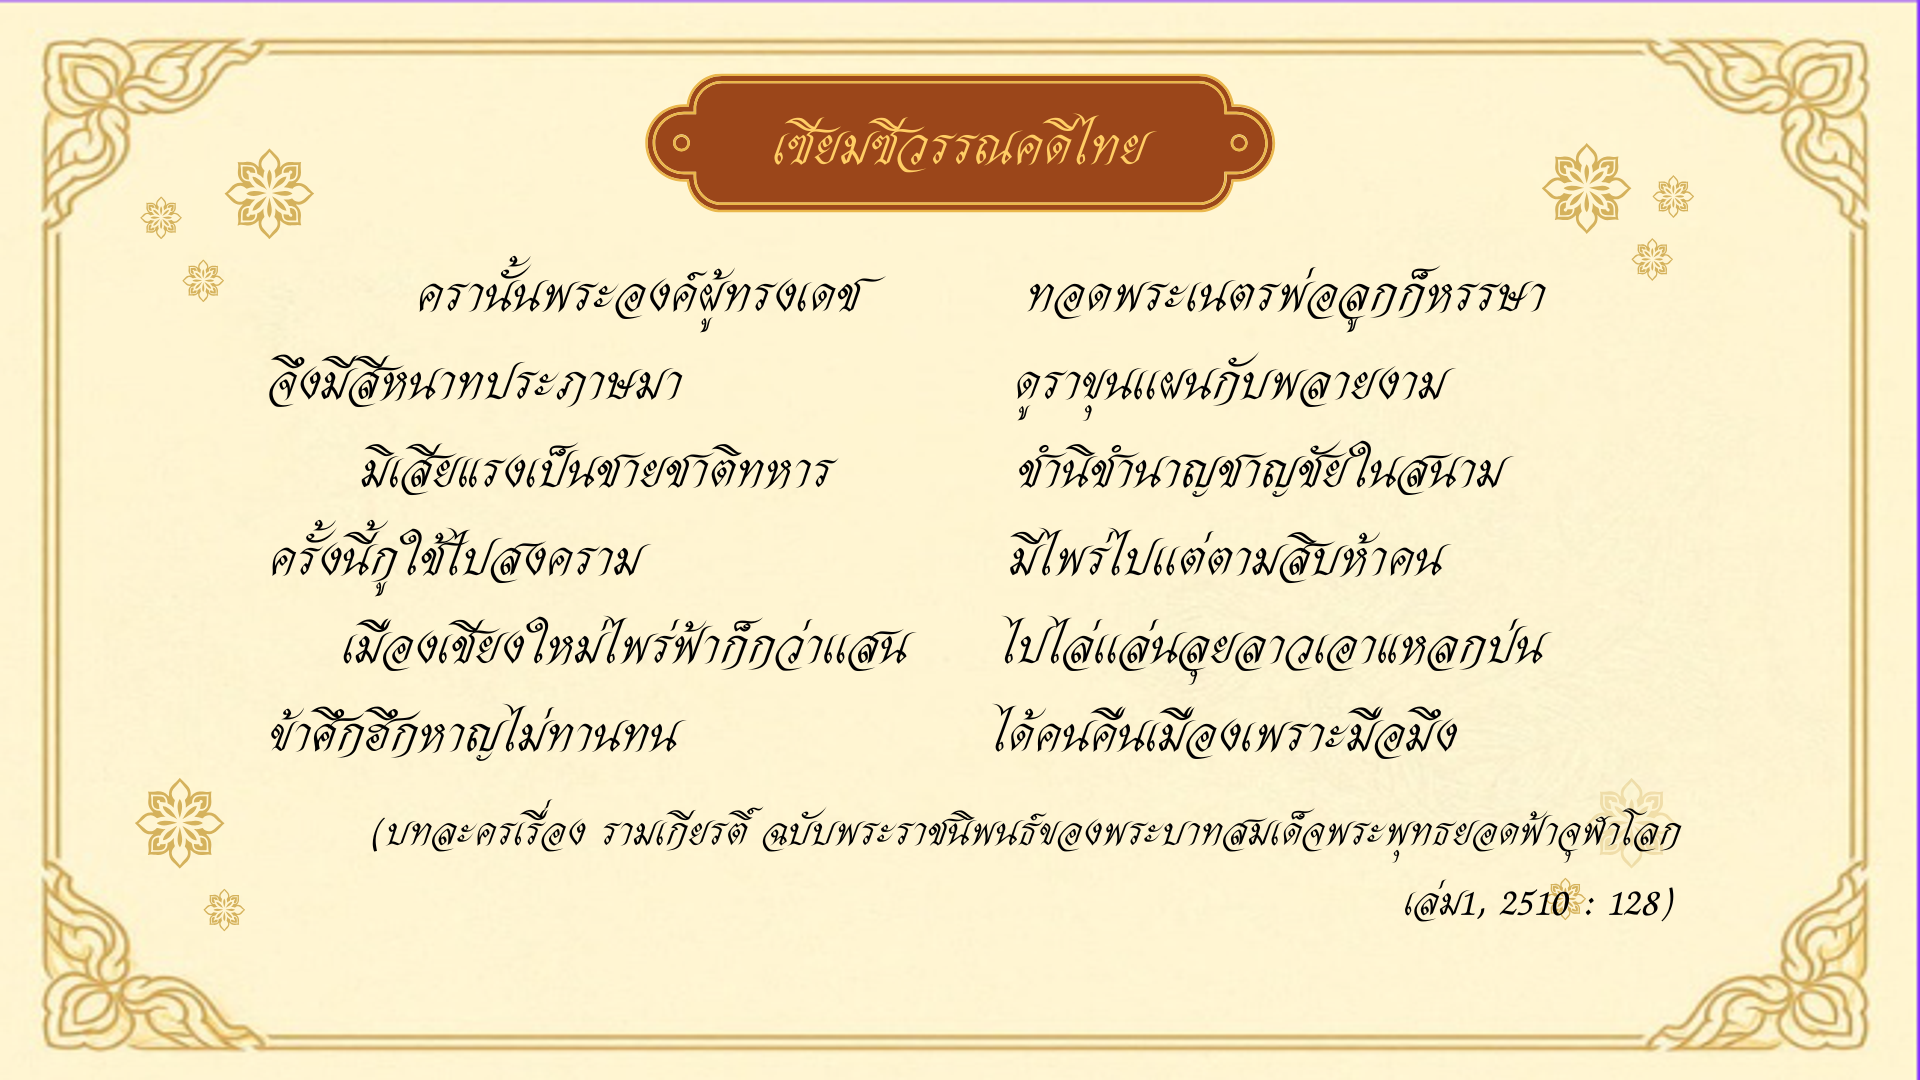 เซียมซีวรรณคดีไทย
ครานั้นพระองค์ผู้ทรงเดช ทอดพระเนตรพ่อลูกก็หรรษา
จึงมีสีหนาทประภาษมา ดูราขุนแผนกับพลายงาม
มิเสียแรงเป็นชายชาติทหาร ชำนิชำนาญชาญชัยในสนาม
ครั้งนี้กูใช้ไปสงคราม มีไพร่ไปแต่ตามสิบห้าคน
เมืองเชียงใหม่ไพร่ฟ้าก็กว่าแสน ไปไล่แล่นลุยลาวเอาแหลกป่น
ข้าศึกฮึกหาญไม่ทานทน ได้คนคืนเมืองเพราะมือมึง
(บทละครเรื่อง รามเกียรติ์ ฉบับพระราชนิพนธ์ของพระบาทสมเด็จพระพุทธยอดฟ้าจุฬาโลก
เล่ม1, 2510 : 128)